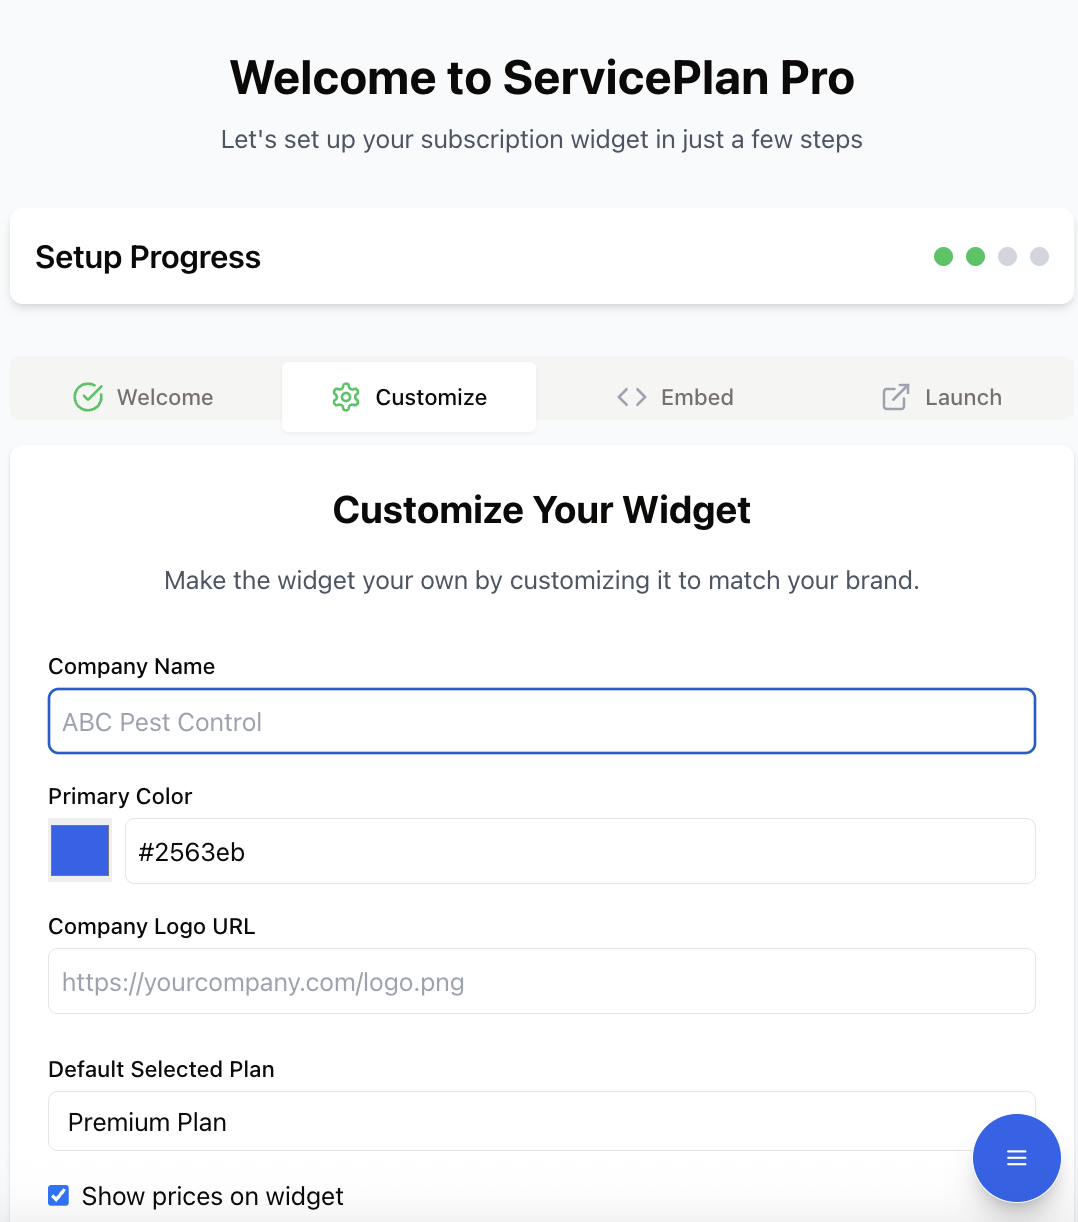 Welcome to ServicePlan Pro
Let's set up your subscription widget in just a few steps
Setup Progress
Welcome
Customize
Embed
Launch
Customize Your Widget
Make the widget your own by customizing it to match your brand.
Company Name
ABC Pest Control
Primary Color
#2563eb
Company Logo URL
https://yourcompany.com/logo.png
Default Selected Plan
Premium Plan
Show prices on widget